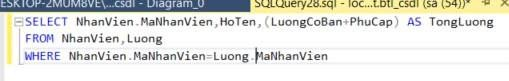 ESKTOP-2MUM8VE\...csdl - Diagram_0 SQLQuery28.sql - loc...t.btl_csdl (sa (54))*
SELECT NhanVien.MaNhanVien,HoTen,(LuongCoBan+PhuCap) AS TongLuong
FROM NhanVien,Luong
WHERE NhanVien.MaNhanVien=Luong.MaNhanVien